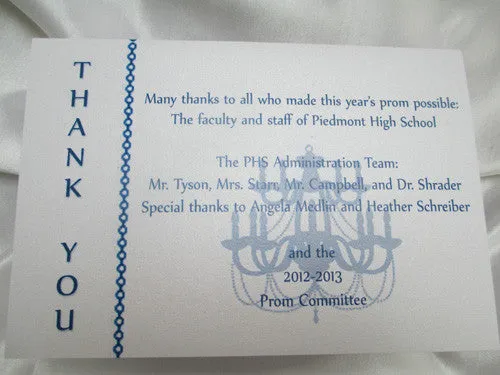 THANK YOU
Many thanks to all who made this year's prom possible:
The faculty and staff of Piedmont High School
The PHS Administration Team:
Mr. Tyson, Mrs. Starr, Mr. Campbell, and Dr. Shrader
Special thanks to Angela Medlin and Heather Schreiber
and the
2012-2013
Prom Committee